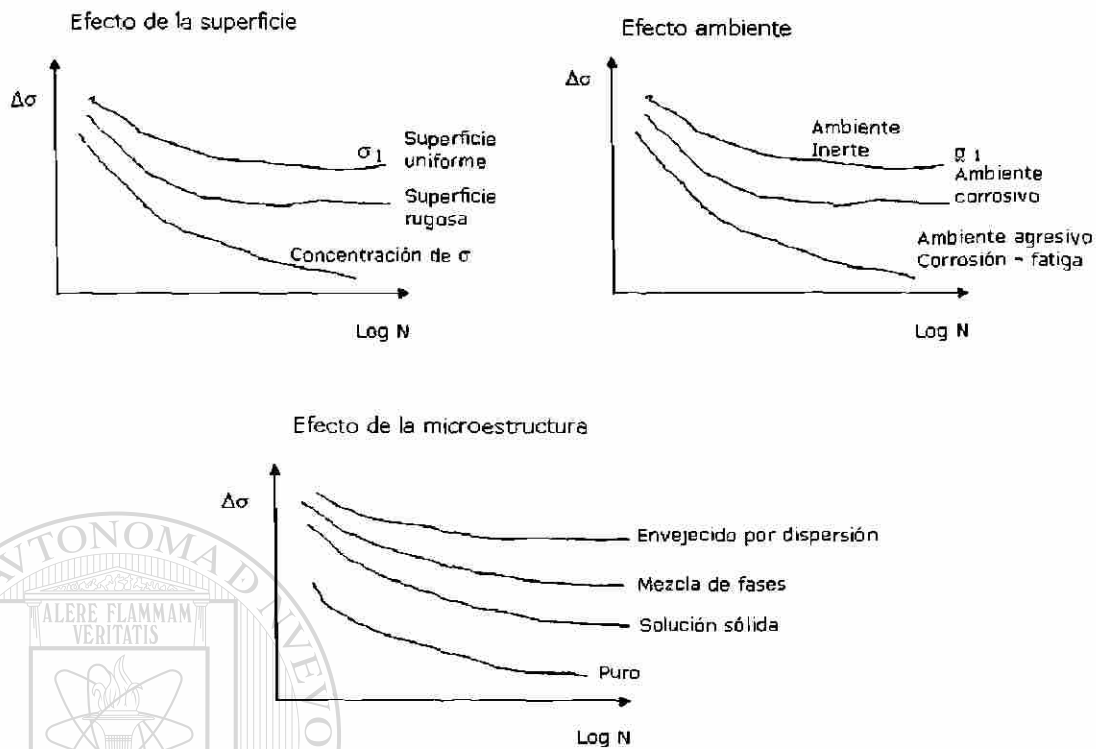 Efecto de la superficie
Δσ
σ1
Superficie
uniforme
Superficie
rugosa
Concentración de σ
Log N
Efecto ambiente
Δσ
Ambiente
Inerte
σ1
Ambiente
corrosivo
Ambiente agresivo
Corrosión - fatiga
Log N
Efecto de la microestructura
Δσ
Envejecido por dispersión
Mezcla de fases
Solución sólida
Puro
Log N
ALERE FLAMMAM
VERITATIS